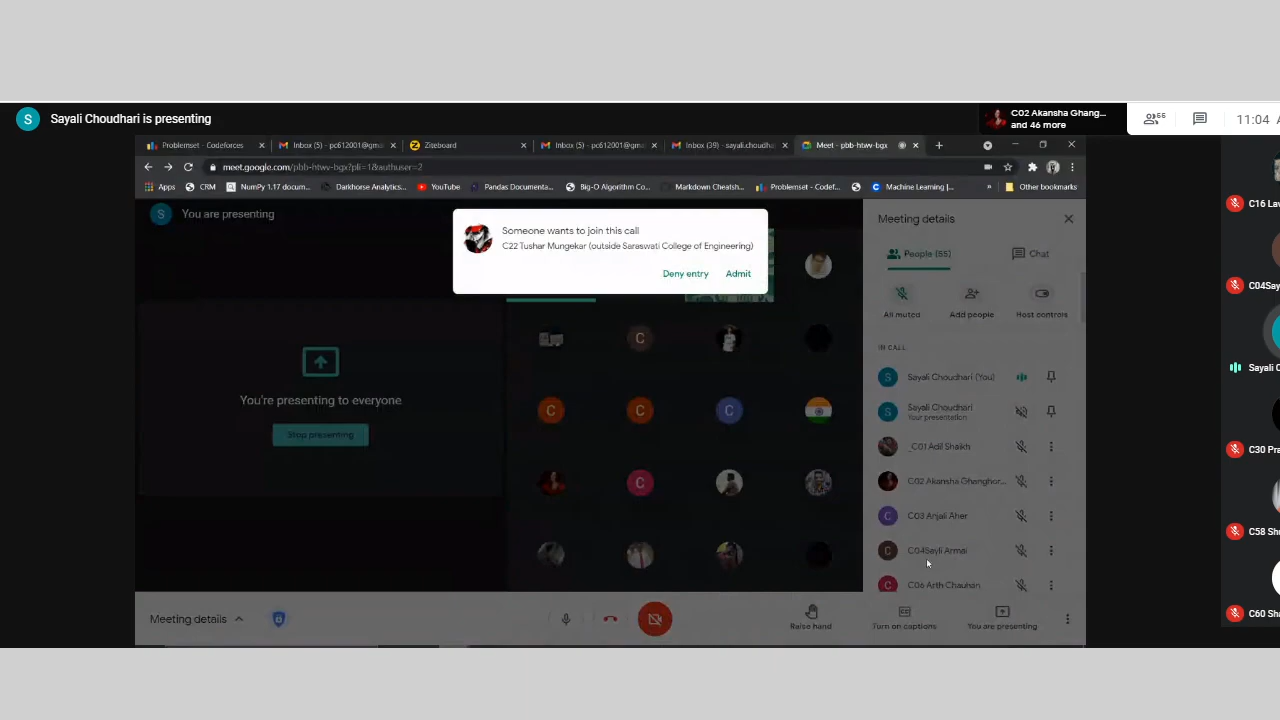 S Sayali Choudhari is presenting
C02 Akansha Ghang...
and 46 more
66
11:04
Problemset - Codeforces
Inbox (5) - pc612001@gma
Ziteboard
Inbox (5) - pc612001@gma
Inbox (39) - sayali.choudha
Meet - pbb-htwv-bgx
meet.google.com/pbb-htwv-bgx?pli=1&authuser=2
Apps
CRM
NumPy 1.17 docum...
Darkhorse Analytics...
YouTube
Pandas Documenta...
Big-O Algorithm Co...
Markdown Cheatsh...
Problemset - Codef...
Machine Learning |...
»
Other bookmarks
S You are presenting
Someone wants to join this call
C22 Tushar Mungekar (outside Saraswati College of Engineering)
Deny entry
Admit
You're presenting to everyone
Stop presenting
C
C
C
C
C
Meeting details
People (55)
Chat
All muted
Add people
Host controls
IN CALL
S Sayali Choudhari (You)
S Sayali Choudhari
Your presentation
_C01 Adil Shaikh
C02 Akansha Ghanghor...
C C03 Anjali Aher
C C04Sayli Armal
C C06 Arth Chauhan
Meeting details
Raise hand
Turn on captions
You are presenting
C16 Lav
C04Say
Sayali C
C30 Pra
C58 Sho
C60 Sha